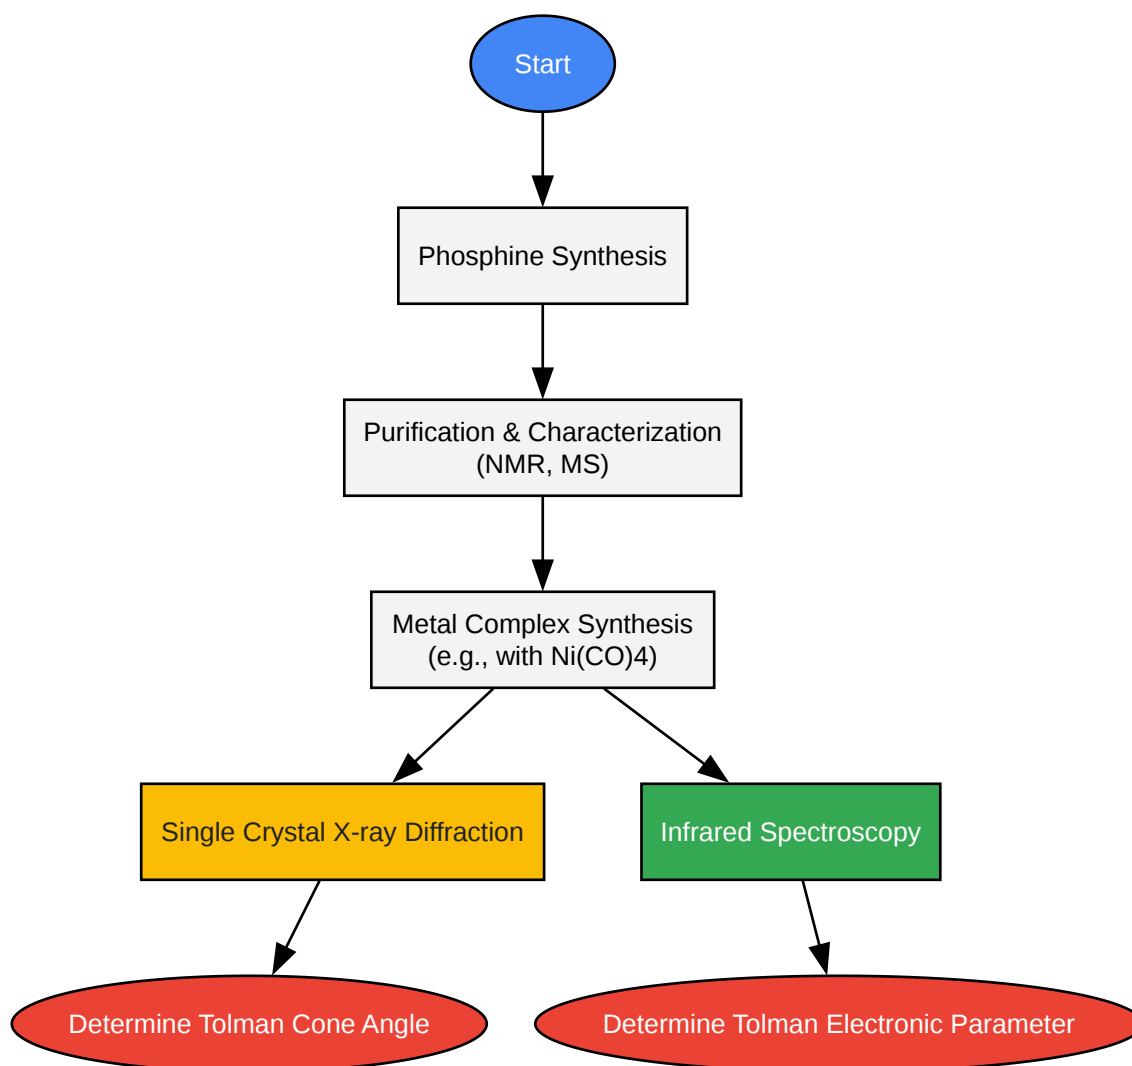 Start
Phosphine Synthesis
Purification & Characterization
(NMR, MS)
Metal Complex Synthesis
(e.g., with Ni(CO)4)
Single Crystal X-ray Diffraction
Infrared Spectroscopy
Determine Tolman Cone Angle
Determine Tolman Electronic Parameter